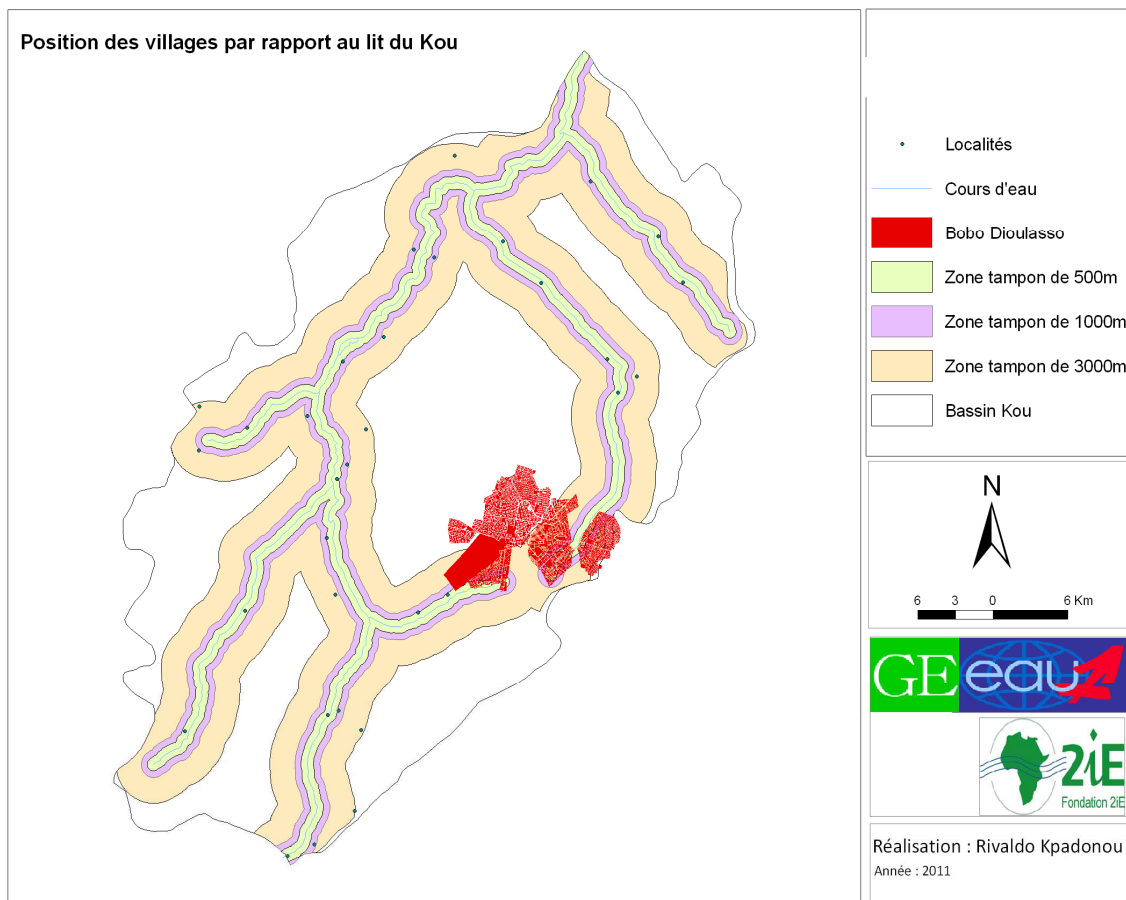 Position des villages par rapport au lit du Kou
Localités
Cours d'eau
Bobo Dioulasso
Zone tampon de 500m
Zone tampon de 1000m
Zone tampon de 3000m
Bassin Kou
N
6 3 0 6 Km
GEeau
2iE
Fondation 2iE
Réalisation : Rivaldo Kpadonou
Année : 2011